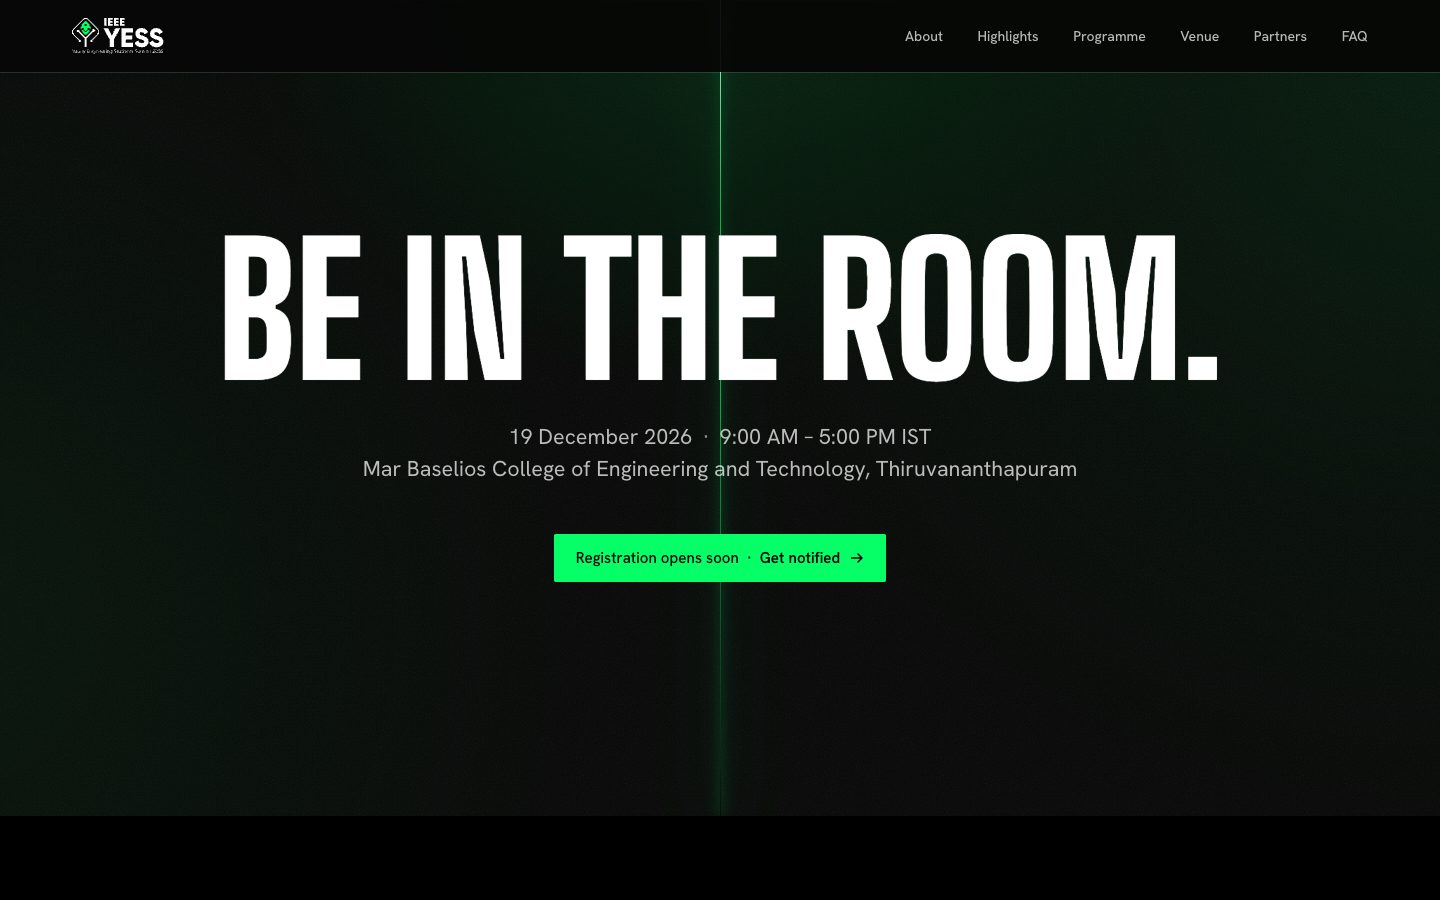 IEEE
YESS
About Highlights Programme Venue Partners FAQ
BE IN THE ROOM.
19 December 2026 · 9:00 AM – 5:00 PM IST
Mar Baselios College of Engineering and Technology, Thiruvananthapuram
Registration opens soon · Get notified →